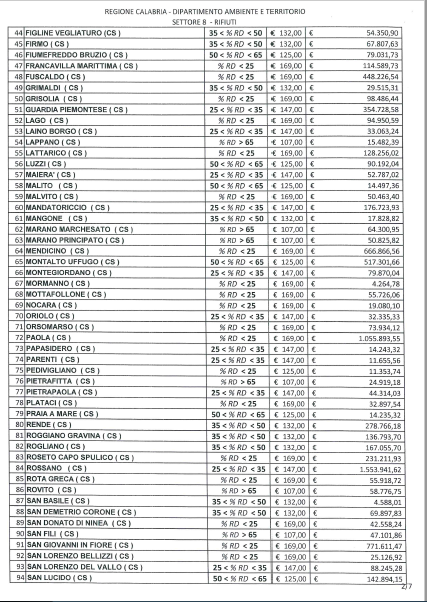 REGIONE CALABRIA - DIPARTIMENTO AMBIENTE E TERRITORIO
SETTORE 8 - RIFIUTI
44 FIGLINE VEGLIATURO (CS ) 35 < % RD < 50 € 132,00 € 54.350,90
45 FIRMO ( CS ) 35 < % RD < 50 € 132,00 € 67.807,63
46 FIUMEFREDDO BRUZIO ( CS ) 50 < % RD < 65 € 125,00 € 79.031,73
47 FRANCAVILLA MARITTIMA ( CS ) % RD < 25 € 169,00 € 114.589,73
48 FUSCALDO ( CS ) % RD < 25 € 169,00 € 448.226,54
49 GRIMALDI ( CS ) 35 < % RD < 50 € 132,00 € 29.515,31
50 GRISOLIA ( CS ) % RD < 25 € 169,00 € 98.486,44
51 GUARDIA PIEMONTESE ( CS ) 25 < % RD < 35 € 147,00 € 354.728,58
52 LAGO ( CS ) % RD < 25 € 169,00 € 94.950,59
53 LAINO BORGO ( CS ) 25 < % RD < 35 € 147,00 € 33.063,24
54 LAPPANO ( CS ) % RD > 65 € 107,00 € 15.482,39
55 LATTARICO ( CS ) % RD < 25 € 169,00 € 128.256,02
56 LUZZI ( CS ) 50 < % RD < 65 € 125,00 € 90.192,04
57 MAIERA' ( CS ) 25 < % RD < 35 € 147,00 € 52.787,02
58 MALITO ( CS ) 50 < % RD < 65 € 125,00 € 14.497,36
59 MALVITO ( CS ) % RD < 25 € 169,00 € 50.463,40
60 MANDATORICCIO ( CS ) 25 < % RD < 35 € 147,00 € 176.723,93
61 MANGONE ( CS ) 35 < % RD < 50 € 132,00 € 17.828,82
62 MARANO MARCHESATO ( CS ) % RD > 65 € 107,00 € 64.300,95
63 MARANO PRINCIPATO ( CS ) % RD > 65 € 107,00 € 50.825,82
64 MENDICINO ( CS ) % RD < 25 € 169,00 € 666.866,56
65 MONTALTO UFFUGO ( CS ) 50 < % RD < 65 € 125,00 € 517.301,66
66 MONTEGIORDANO ( CS ) 25 < % RD < 35 € 147,00 € 79.870,04
67 MORMANNO ( CS ) % RD < 25 € 169,00 € 4.264,78
68 MOTTAFOLLONE ( CS ) % RD < 25 € 169,00 € 55.726,06
69 NOCARA ( CS ) % RD < 25 € 169,00 € 19.080,10
70 ORIOLO ( CS ) 25 < % RD < 35 € 147,00 € 32.335,33
71 ORSOMARSO ( CS ) % RD < 25 € 169,00 € 73.934,12
72 PAOLA ( CS ) % RD < 25 € 169,00 € 1.055.893,55
73 PAPASIDERO ( CS ) 25 < % RD < 35 € 147,00 € 14.243,32
74 PARENTI ( CS ) 25 < % RD < 35 € 147,00 € 11.655,56
75 PEDIVIGLIANO ( CS ) % RD < 25 € 169,00 € 11.353,74
76 PIETRAFITTA ( CS ) % RD > 65 € 107,00 € 24.919,18
77 PIETRAPAOLA ( CS ) 25 < % RD < 35 € 147,00 € 44.314,03
78 PLATACI ( CS ) % RD < 25 € 169,00 € 32.897,54
79 PRAIA A MARE ( CS ) 50 < % RD < 65 € 125,00 € 14.235,32
80 RENDE ( CS ) 35 < % RD < 50 € 132,00 € 278.766,18
81 ROGGIANO GRAVINA ( CS ) 35 < % RD < 50 € 132,00 € 136.793,70
82 ROGLIANO ( CS ) 35 < % RD < 50 € 132,00 € 167.055,70
83 ROSETO CAPO SPULICO ( CS ) % RD < 25 € 169,00 € 231.211,93
84 ROSSANO ( CS ) 25 < % RD < 35 € 147,00 € 1.553.941,62
85 ROTA GRECA ( CS ) % RD < 25 € 169,00 € 55.918,72
86 ROVITO ( CS ) % RD > 65 € 107,00 € 58.776,75
87 SAN BASILE ( CS ) 35 < % RD < 50 € 132,00 € 4.588,01
88 SAN DEMETRIO CORONE ( CS ) 35 < % RD < 50 € 132,00 € 69.897,83
89 SAN DONATO DI NINEA ( CS ) % RD < 25 € 169,00 € 42.558,24
90 SAN FILI ( CS ) % RD > 65 € 107,00 € 47.101,86
91 SAN GIOVANNI IN FIORE ( CS ) % RD < 25 € 169,00 € 771.611,47
92 SAN LORENZO BELLIZZI ( CS ) % RD < 25 € 169,00 € 25.126,92
93 SAN LORENZO DEL VALLO ( CS ) 25 < % RD < 35 € 147,00 € 88.245,28
94 SAN LUCIDO ( CS ) 50 < % RD < 65 € 125,00 € 142.894,15
2/7